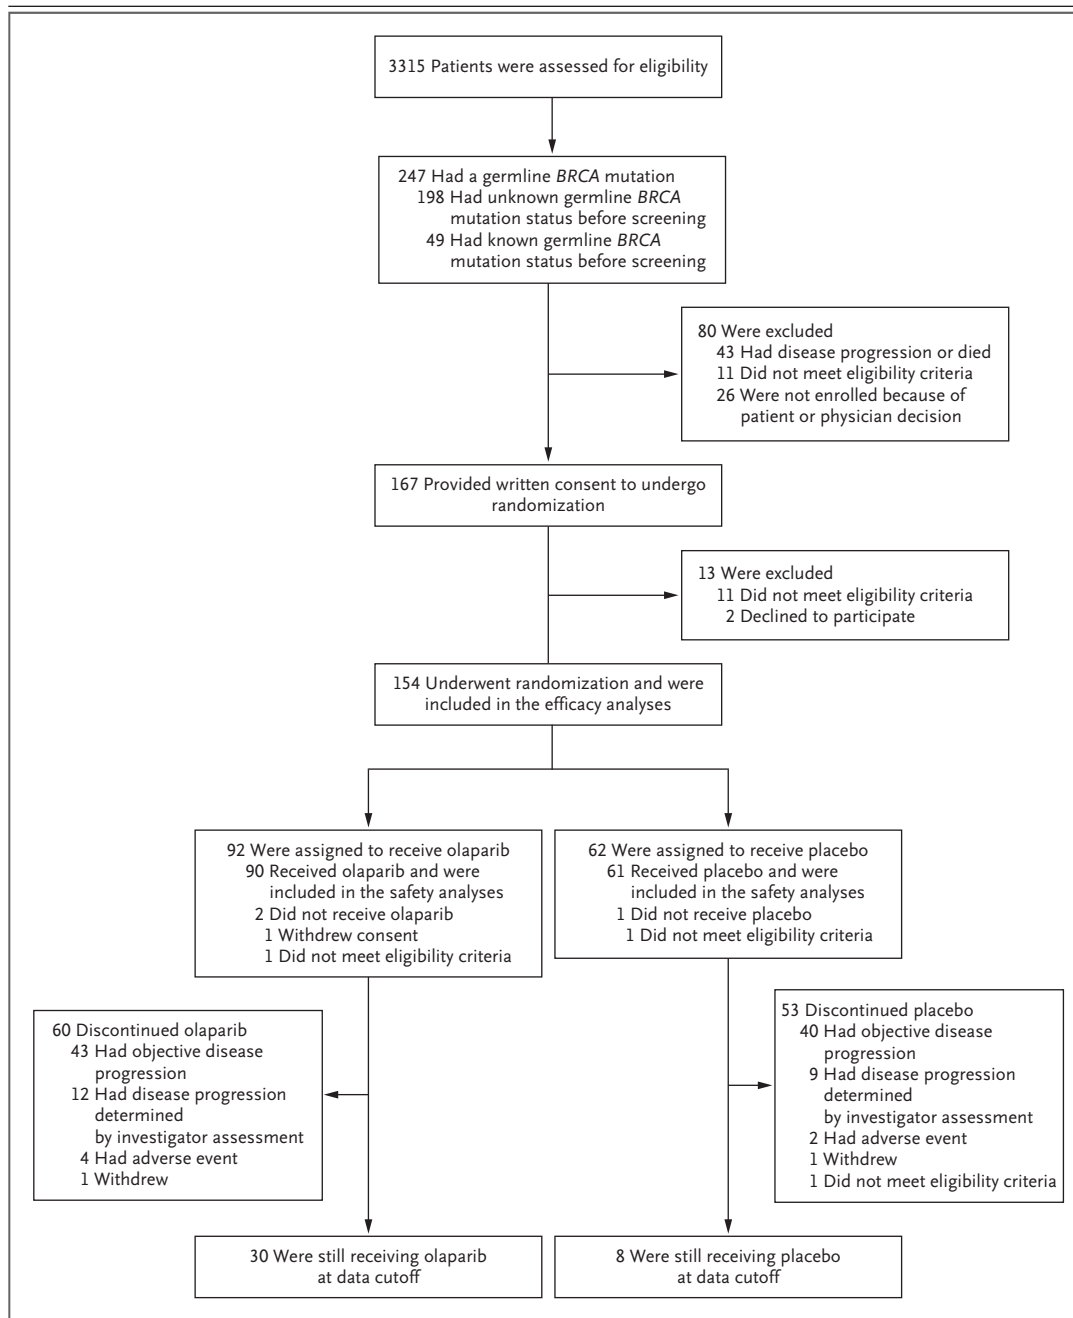 3315 Patients were assessed for eligibility
247 Had a germline BRCA mutation
198 Had unknown germline BRCA
mutation status before screening
49 Had known germline BRCA
mutation status before screening
80 Were excluded
43 Had disease progression or died
11 Did not meet eligibility criteria
26 Were not enrolled because of
patient or physician decision
167 Provided written consent to undergo
randomization
13 Were excluded
11 Did not meet eligibility criteria
2 Declined to participate
154 Underwent randomization and were
included in the efficacy analyses
92 Were assigned to receive olaparib
90 Received olaparib and were
included in the safety analyses
2 Did not receive olaparib
1 Withdrew consent
1 Did not meet eligibility criteria
62 Were assigned to receive placebo
61 Received placebo and were
included in the safety analyses
1 Did not receive placebo
1 Did not meet eligibility criteria
60 Discontinued olaparib
43 Had objective disease
progression
12 Had disease progression
determined
by investigator assessment
4 Had adverse event
1 Withdrew
53 Discontinued placebo
40 Had objective disease
progression
9 Had disease progression
determined
by investigator assessment
2 Had adverse event
1 Withdrew
1 Did not meet eligibility criteria
30 Were still receiving olaparib
at data cutoff
8 Were still receiving placebo
at data cutoff